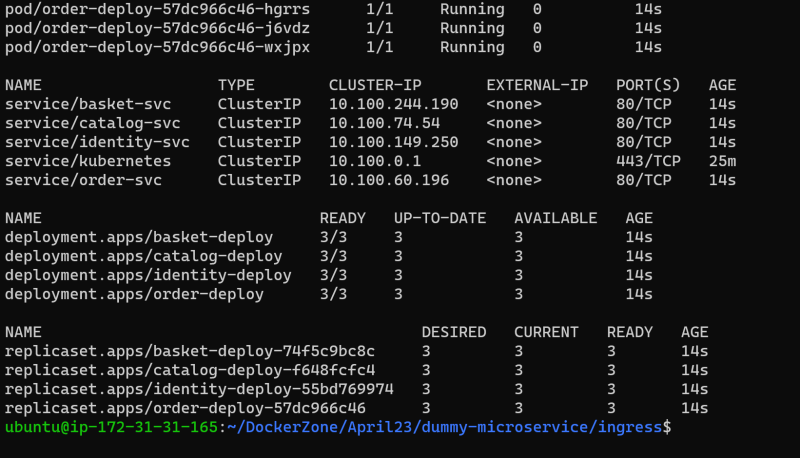 pod/order-deploy-57dc966c46-hgrrs 1/1 Running 0 14s
pod/order-deploy-57dc966c46-j6vdz 1/1 Running 0 14s
pod/order-deploy-57dc966c46-wxjpx 1/1 Running 0 14s
NAME TYPE CLUSTER-IP EXTERNAL-IP PORT(S) AGE
service/basket-svc ClusterIP 10.100.244.190 <none> 80/TCP 14s
service/catalog-svc ClusterIP 10.100.74.54 <none> 80/TCP 14s
service/identity-svc ClusterIP 10.100.149.250 <none> 80/TCP 14s
service/kubernetes ClusterIP 10.100.0.1 <none> 443/TCP 25m
service/order-svc ClusterIP 10.100.60.196 <none> 80/TCP 14s
NAME READY UP-TO-DATE AVAILABLE AGE
deployment.apps/basket-deploy 3/3 3 3 14s
deployment.apps/catalog-deploy 3/3 3 3 14s
deployment.apps/identity-deploy 3/3 3 3 14s
deployment.apps/order-deploy 3/3 3 3 14s
NAME DESIRED CURRENT READY AGE
replicaset.apps/basket-deploy-74f5c9bc8c 3 3 3 14s
replicaset.apps/catalog-deploy-f648fcfc4 3 3 3 14s
replicaset.apps/identity-deploy-55bd769974 3 3 3 14s
replicaset.apps/order-deploy-57dc966c46 3 3 3 14s
ubuntu@ip-172-31-31-165:~/DockerZone/April23/dummy-microservice/ingress$